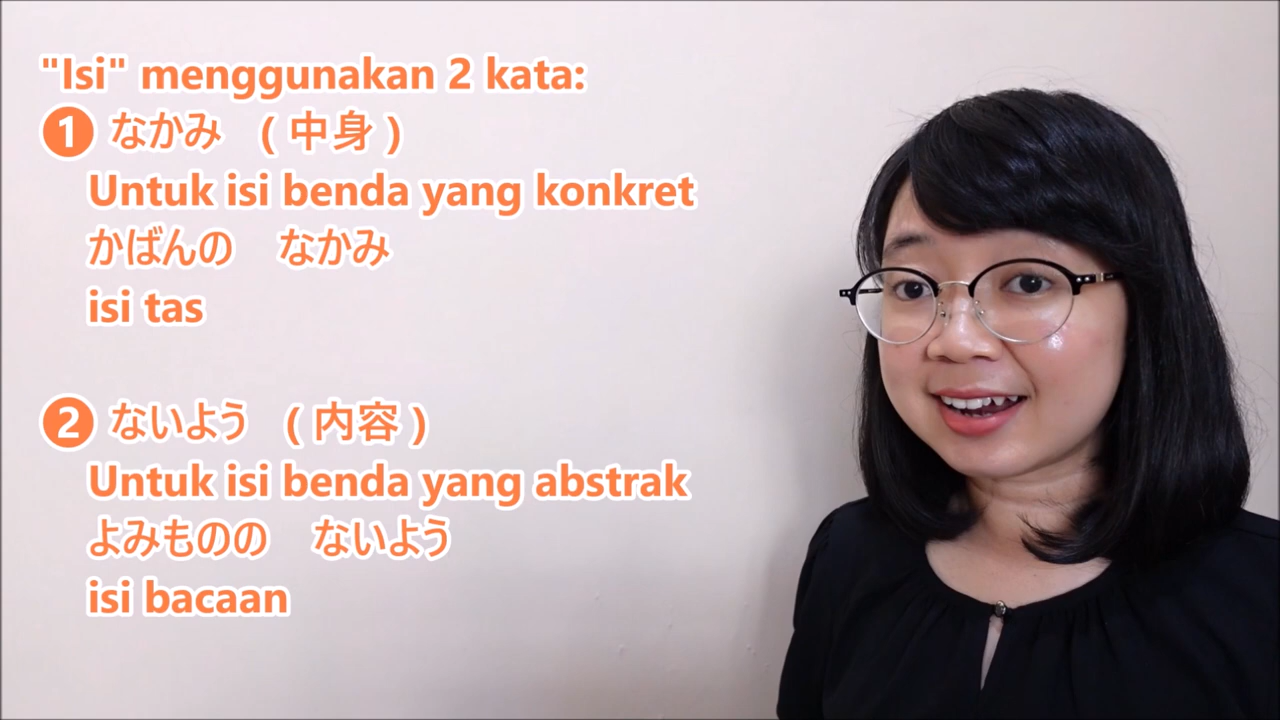 "Isi" menggunakan 2 kata:
1 なかみ (中身)
Untuk isi benda yang konkret
かばんの なかみ
isi tas
2 ないよう (内容)
Untuk isi benda yang abstrak
よみものの ないよう
isi bacaan